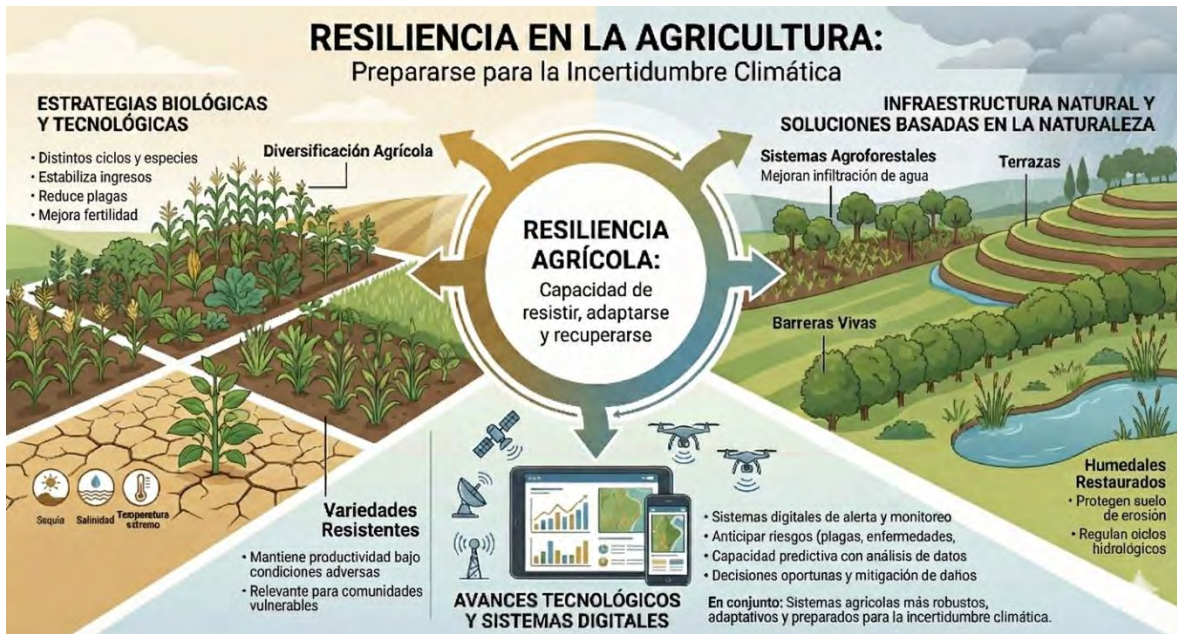 RESILIENCIA EN LA AGRICULTURA:
Prepararse para la Incertidumbre Climática
ESTRATEGIAS BIOLÓGICAS
Y TECNOLÓGICAS
• Distintos ciclos y especies
• Estabiliza ingresos
• Reduce plagas
• Mejora fertilidad
Diversificación Agrícola
INFRAESTRUCTURA NATURAL Y
SOLUCIONES BASADAS EN LA NATURALEZA
Sistemas Agroforestales
Mejoran infiltración de agua
Terrazas
RESILIENCIA
AGRÍCOLA:
Capacidad de
resistir, adaptarse
y recuperarse
Barreras Vivas
Humedales
Restaurados
• Protegen suelo
de erosión
• Regulan oiclos
hidrológicos
Sequia
Salinidad
Teroperetura
extremo
Variedades
Resistentes
• Mantiene productividad bajo
condiciones adversas
• Relevante para comunidades
vulnerables
AVANCES TECNOLÓGICOS
Y SISTEMAS DIGITALES
• Sistemas digitales de alerta y monitoreo
• Anticipar riesgos (plagas, enfermedades,
• Capacidad predictiva con análisis de datos
• Decisiones oportunas y mitigación de daños
En conjunto: Sistemas agricolas más robustos,
adaptativos y preparados para la incertidumbre climática.